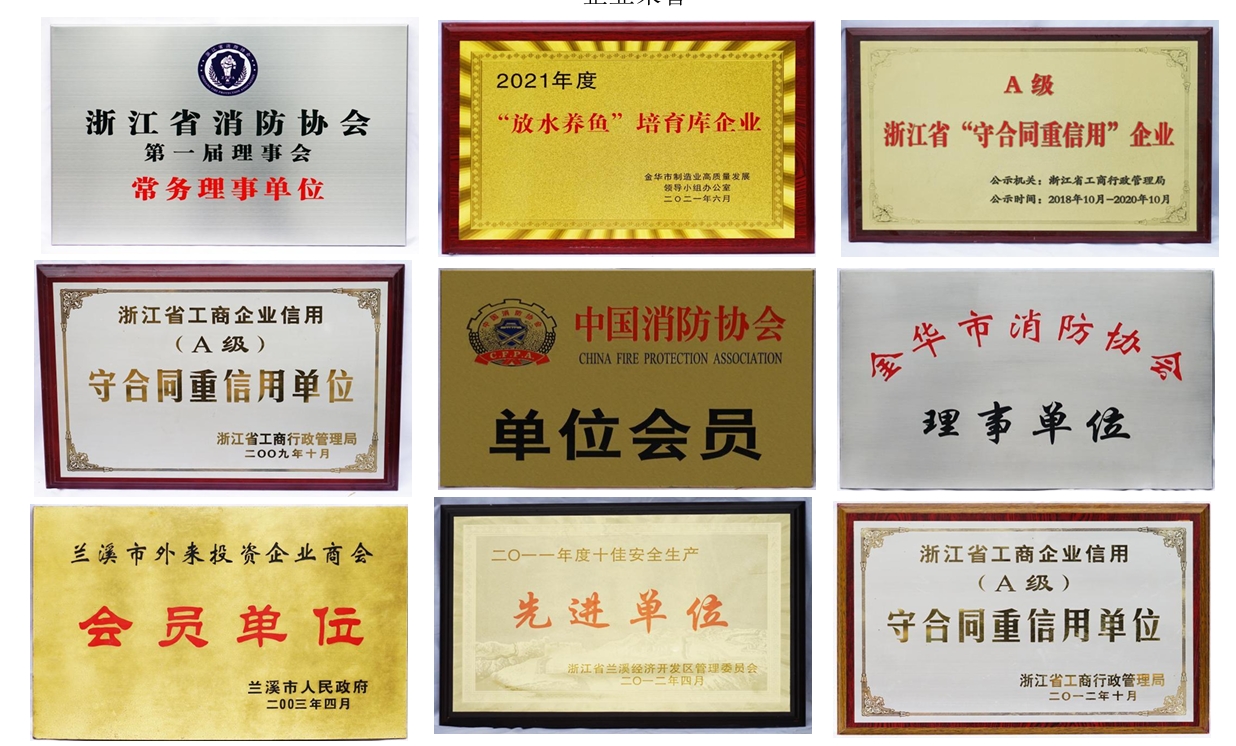 浙江省消防协会
第一届理事会
常务理事单位
2021年度
“放水养鱼”培育库企业
金华市制造业高质量发展
领导小组办公室
二〇二一年六月
A 级
浙江省“守合同重信用”企业
公示机关：浙江省工商行政管理局
公示时间：2018年10月-2020年10月
浙江省工商企业信用
（A 级）
守合同重信用单位
浙江省工商行政管理局
二〇〇九年十月
中国消防协会
C.F.P.A.
CHINA FIRE PROTECTION ASSOCIATION
单位会员
金华市消防协会
理事单位
兰溪市外来投资企业商会
会员单位
兰溪市人民政府
二00三年四月
二〇一一年度十佳安全生产
先进单位
浙江省兰溪经济开发区管理委员会
二〇一二年四月
浙江省工商企业信用
（A 级）
守合同重信用单位
浙江省工商行政管理局
二〇一二年十月